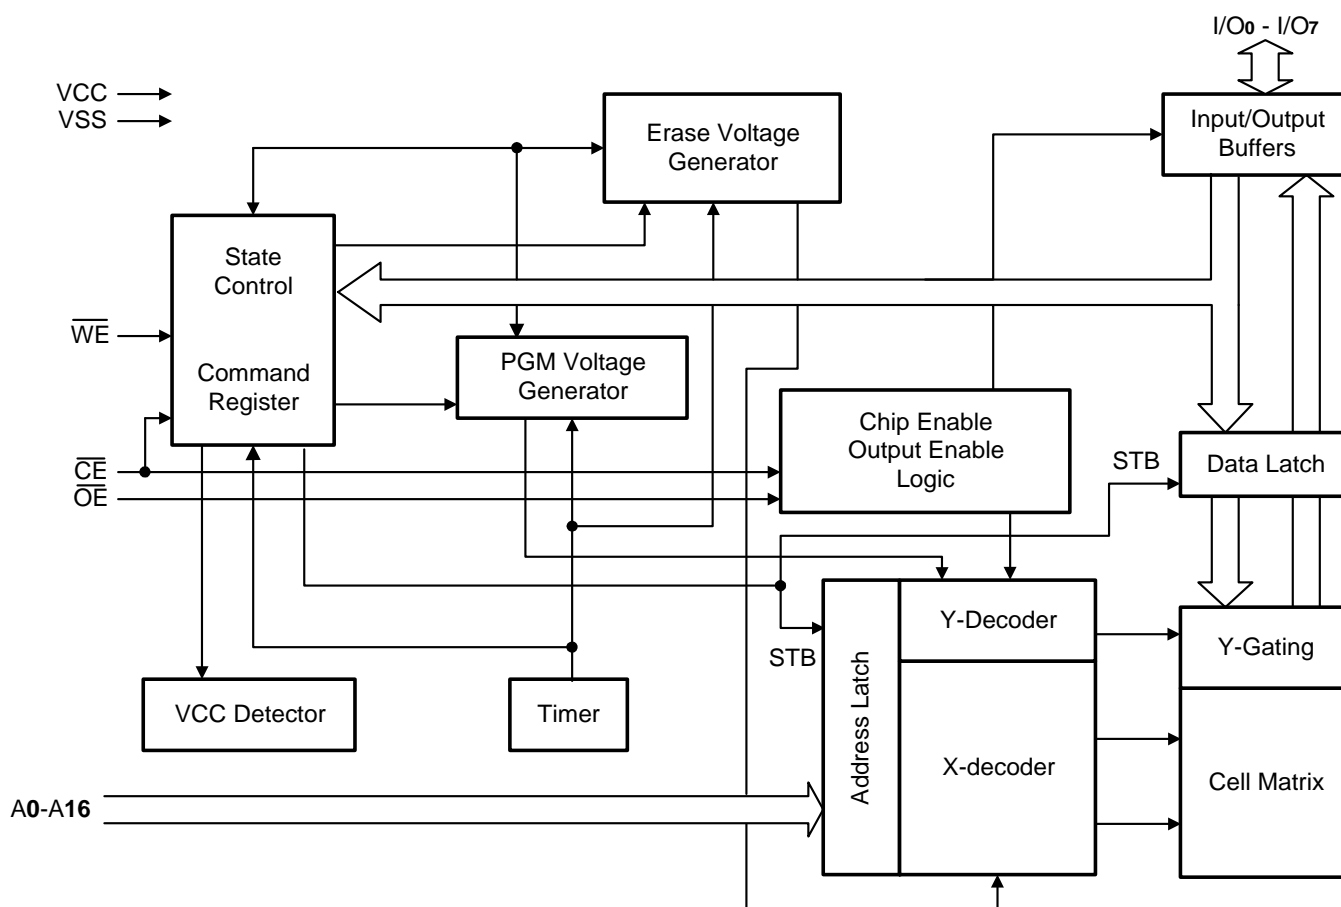 I/O0 - I/O7
VCC
VSS
Erase Voltage
Generator
Input/Output
Buffers
State
Control
WE
Command
Register
PGM Voltage
Generator
Chip Enable
Output Enable
Logic
CE
OE
STB
Data Latch
STB
Address Latch
Y-Decoder
Y-Gating
VCC Detector
Timer
X-decoder
Cell Matrix
A0-A16